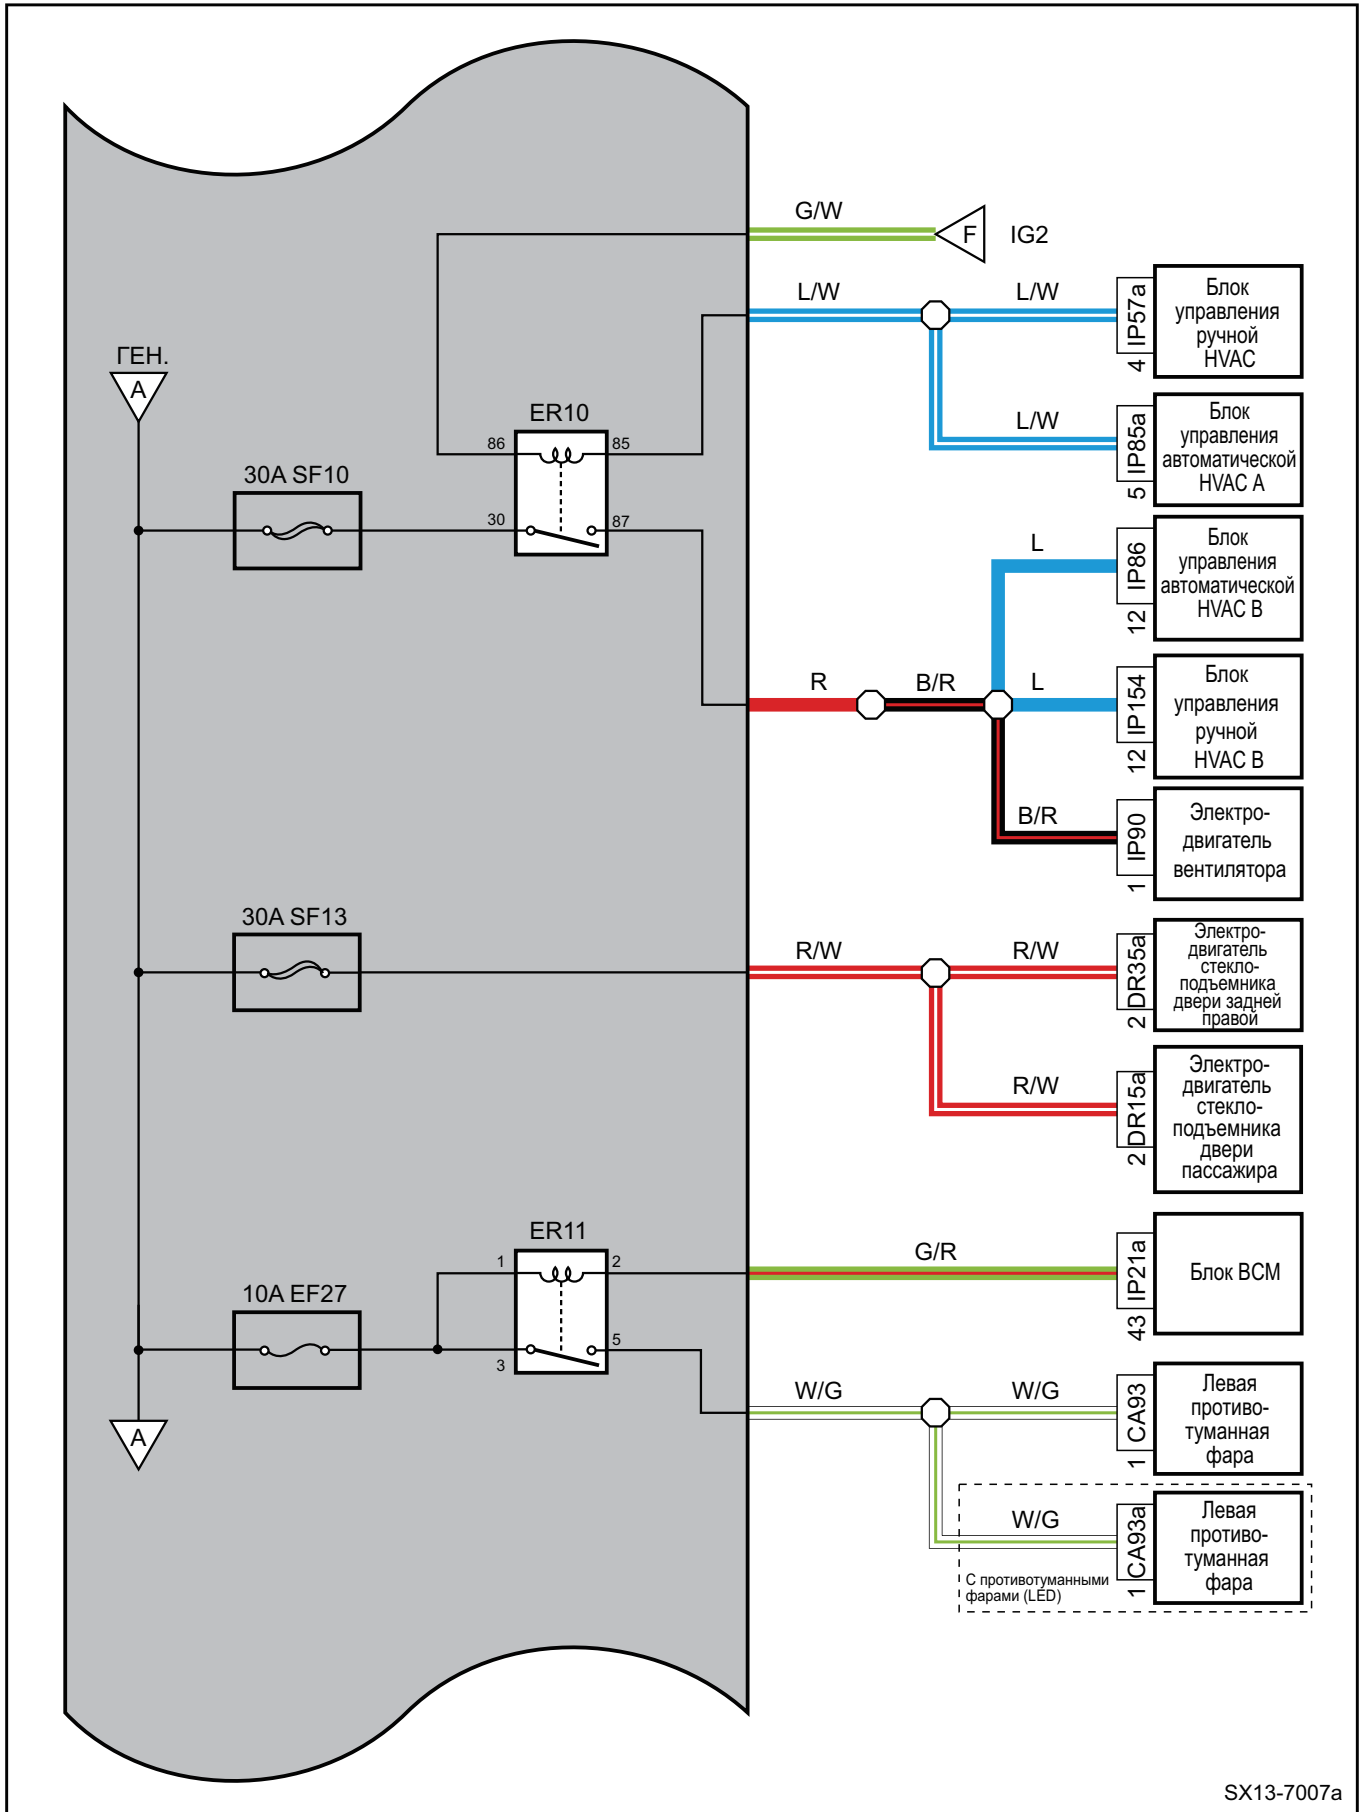 G/W
F
IG2
L/W
L/W
4 IP57a
Блок
управления
ручной
HVAC
ГЕН.
A
ER10
86
85
30
87
30A SF10
L/W
5 IP85a
Блок
управления
автоматической
HVAC A
L
12 IP86
Блок
управления
автоматической
HVAC B
R
B/R
L
12 IP154
Блок
управления
ручной
HVAC B
B/R
1 IP90
Электро-
двигатель
вентилятора
30A SF13
R/W
R/W
2 DR35a
Электро-
двигатель
стекло-
подъемника
двери задней
правой
R/W
2 DR15a
Электро-
двигатель
стекло-
подъемника
двери
пассажира
ER11
1
2
3
5
10A EF27
G/R
43 IP21a
Блок BCM
A
W/G
W/G
1 CA93
Левая
противо-
туманная
фара
W/G
1 CA93a
Левая
противо-
туманная
фара
С противотуманными
фарами (LED)
SX13-7007a